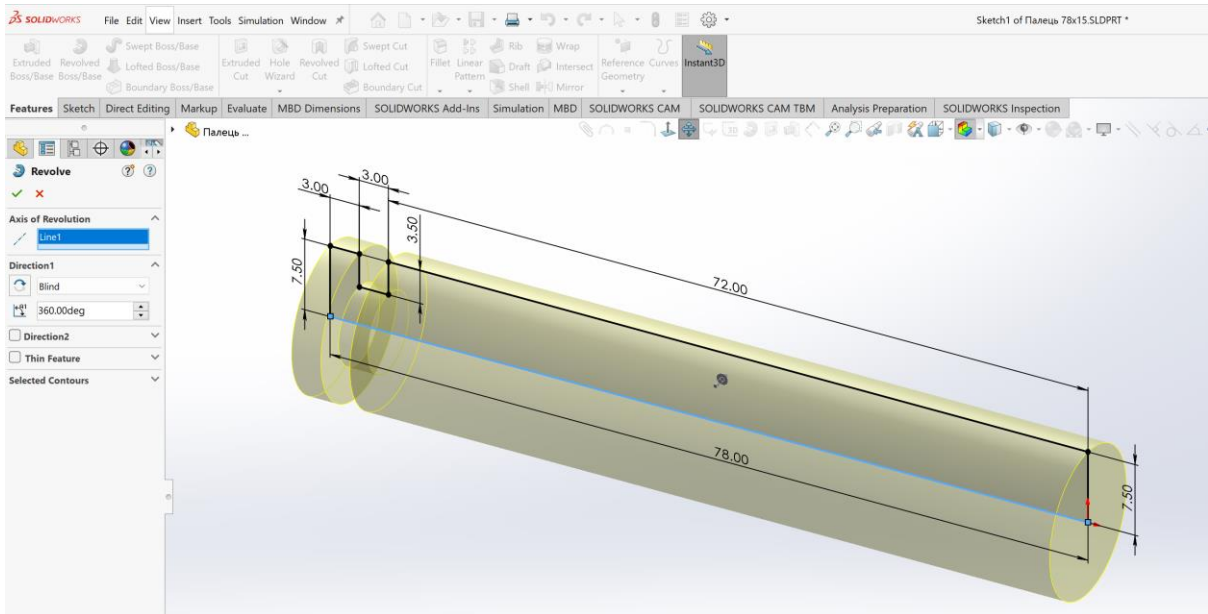 SOLIDWORKS File Edit View Insert Tools Simulation Window Sketch1 of Палець 78x15.SLDPRT *
Extruded Boss/Base Revolved Boss/Base Swept Boss/Base Lofted Boss/Base Boundary Boss/Base Extruded Cut Hole Wizard Revolved Cut Swept Cut Lofted Cut Boundary Cut Fillet Linear Pattern Rib Draft Shell Wrap Intersect Mirror Reference Geometry Curves Instant3D
Features Sketch Direct Editing Markup Evaluate MBD Dimensions SOLIDWORKS Add-Ins Simulation MBD SOLIDWORKS CAM SOLIDWORKS CAM TBM Analysis Preparation SOLIDWORKS Inspection
Палець ...
Revolve
Axis of Revolution
Line1
Direction1
Blind
360.00deg
Direction2
Thin Feature
Selected Contours
3.00
3.00
3.50
7.50
72.00
78.00
7.50